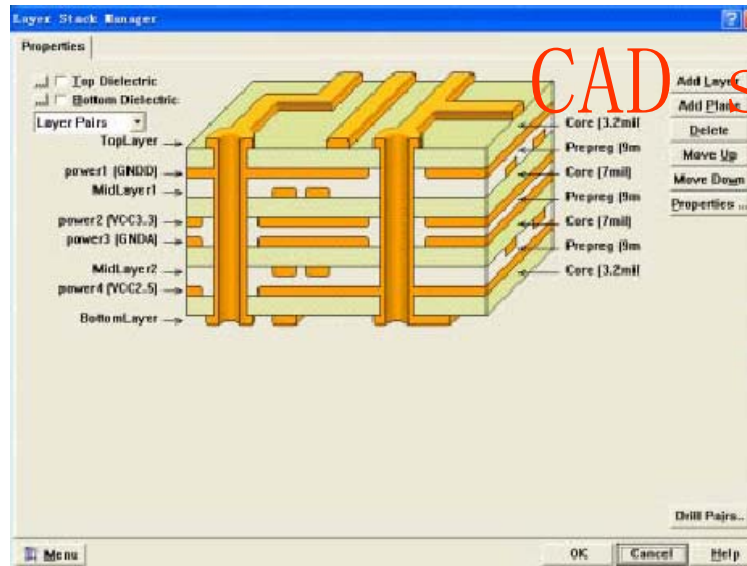 Layer Stack Manager
Properties
Top Dielectric
Bottom Dielectric
Layer Pairs
TopLayer
power1 (GNDD)
MidLayer1
power2 (VCC3.3)
power3 (GNDA)
MidLayer2
power4 (VCC2.5)
BottomLayer
CAD s
Core (3.2mil
Prepreg (9m
Core (7mil)
Prepreg (9m
Core (7mil)
Prepreg (9m
Core (3.2mil
Add Layer
Add Plane
Delete
Move Up
Move Down
Properties ...
Drill Pairs...
Menu
OK
Cancel
Help